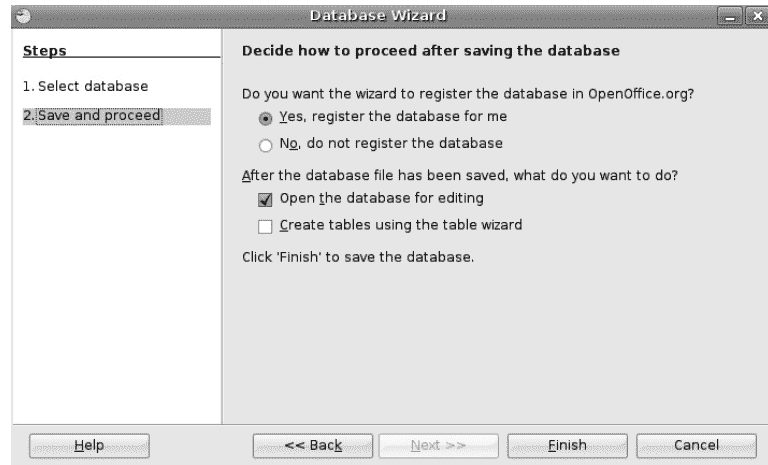 Database Wizard
Steps
1. Select database
2. Save and proceed
Decide how to proceed after saving the database
Do you want the wizard to register the database in OpenOffice.org?
Yes, register the database for me
No, do not register the database
After the database file has been saved, what do you want to do?
Open the database for editing
Create tables using the table wizard
Click 'Finish' to save the database.
Help
<< Back
Next >>
Finish
Cancel